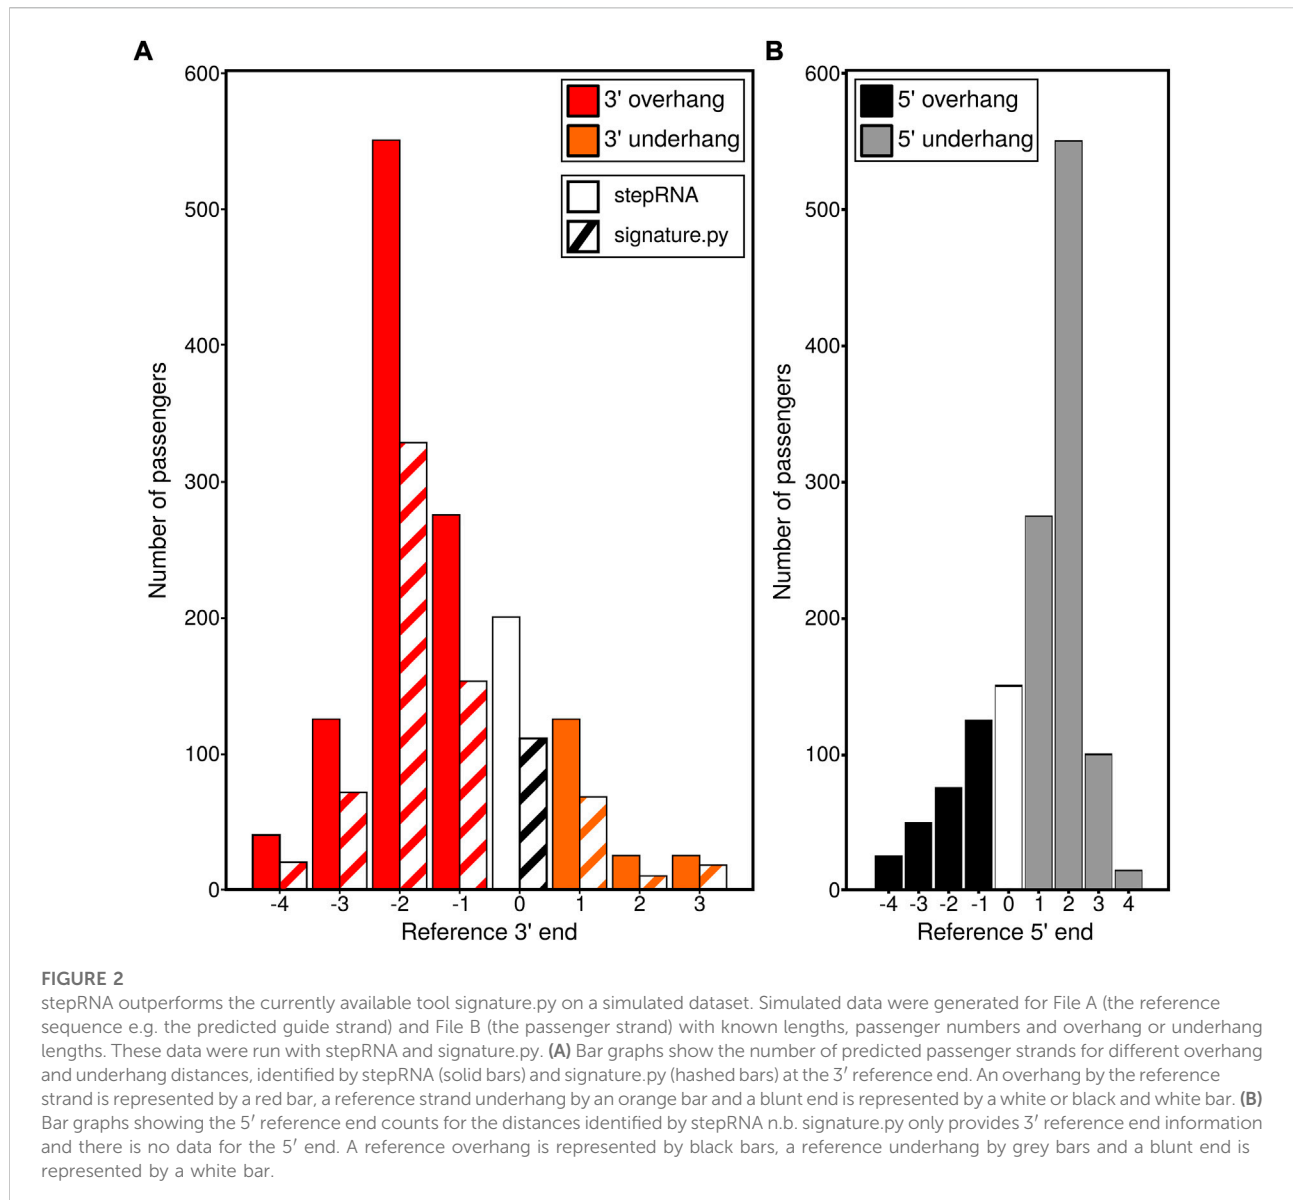 A
600
500
400
300
200
100
0
Number of passengers
3' overhang
3' underhang
stepRNA
signature.py
-4 -3 -2 -1 0 1 2 3
Reference 3' end
B
600
500
400
300
200
100
0
Number of passengers
5' overhang
5' underhang
-4 -3 -2 -1 0 1 2 3 4
Reference 5' end
FIGURE 2
stepRNA outperforms the currently available tool signature.py on a simulated dataset. Simulated data were generated for File A (the reference
sequence e.g. the predicted guide strand) and File B (the passenger strand) with known lengths, passenger numbers and overhang or underhang
lengths. These data were run with stepRNA and signature.py. (A) Bar graphs show the number of predicted passenger strands for different overhang
and underhang distances, identified by stepRNA (solid bars) and signature.py (hashed bars) at the 3′ reference end. An overhang by the reference
strand is represented by a red bar, a reference strand underhang by an orange bar and a blunt end is represented by a white or black and white bar. (B)
Bar graphs showing the 5′ reference end counts for the distances identified by stepRNA n.b. signature.py only provides 3′ reference end information
and there is no data for the 5′ end. A reference overhang is represented by black bars, a reference underhang by grey bars and a blunt end is
represented by a white bar.